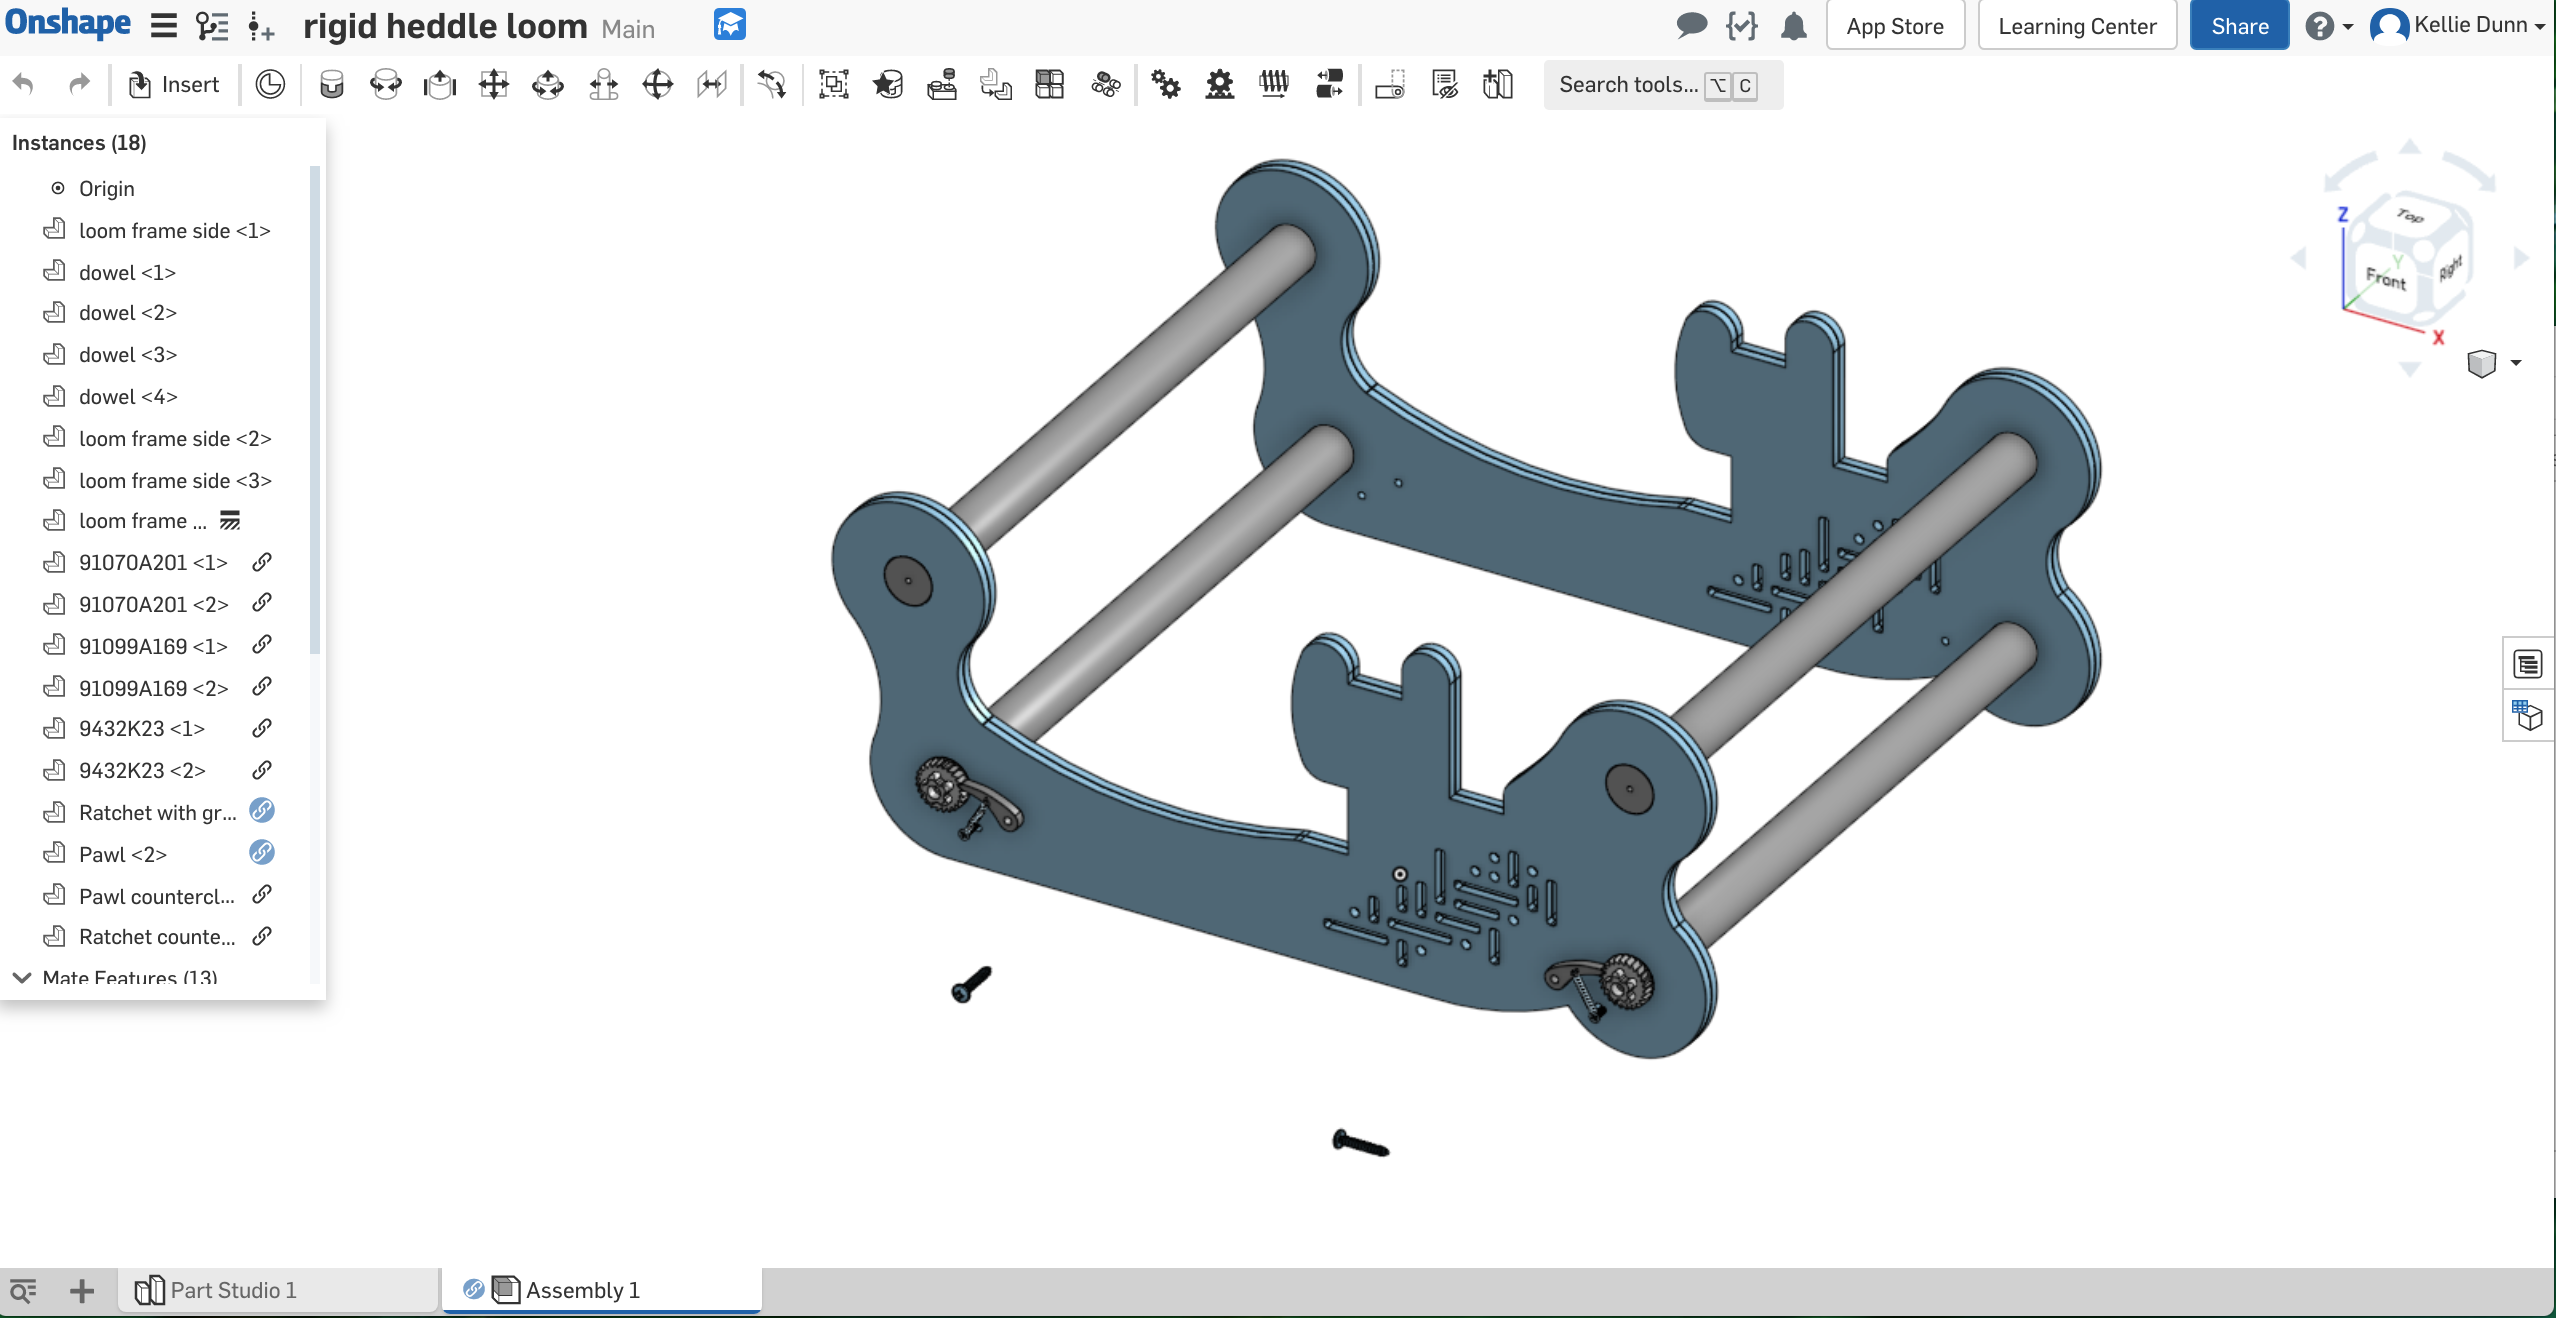 Onshape rigid heddle loom Main App Store Learning Center Share Kellie Dunn
Insert Search tools... ⌥ C
Instances (18)
Origin
loom frame side <1>
dowel <1>
dowel <2>
dowel <3>
dowel <4>
loom frame side <2>
loom frame side <3>
loom frame ...
91070A201 <1>
91070A201 <2>
91099A169 <1>
91099A169 <2>
9432K23 <1>
9432K23 <2>
Ratchet with gr...
Pawl <2>
Pawl countercl...
Ratchet counte...
Mate Features (13)
Z
Top
Y
Front
Right
X
Part Studio 1
Assembly 1